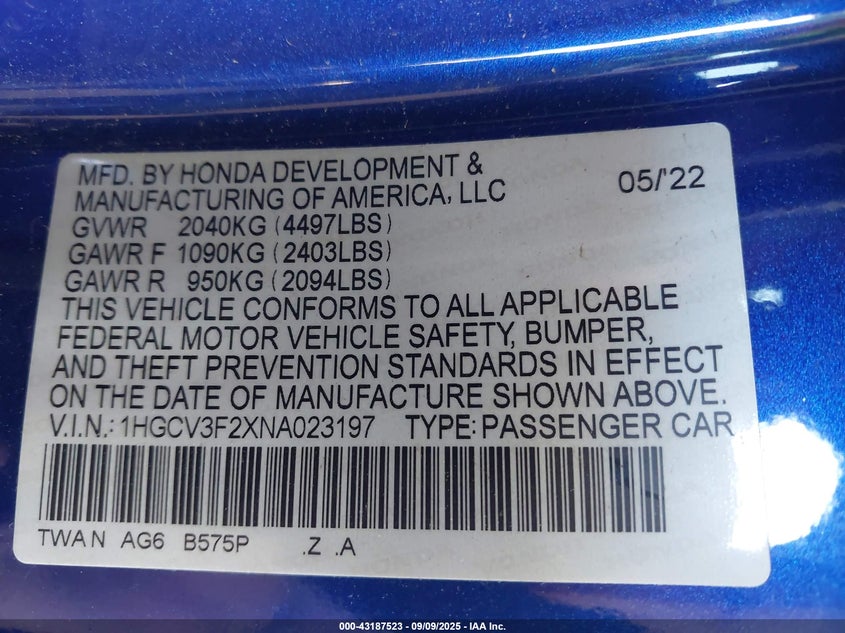 MFD. BY HONDA DEVELOPMENT &
MANUFACTURING OF AMERICA, LLC 05/'22
GVWR 2040KG (4497LBS)
GAWR F 1090KG (2403LBS)
GAWR R 950KG (2094LBS)
THIS VEHICLE CONFORMS TO ALL APPLICABLE
FEDERAL MOTOR VEHICLE SAFETY, BUMPER,
AND THEFT PREVENTION STANDARDS IN EFFECT
ON THE DATE OF MANUFACTURE SHOWN ABOVE.
V.I.N.: 1HGCV3F2XNA023197 TYPE: PASSENGER CAR
TWA N AG6 B575P .Z .A
000-43187523 - 09/09/2025 - IAA Inc.